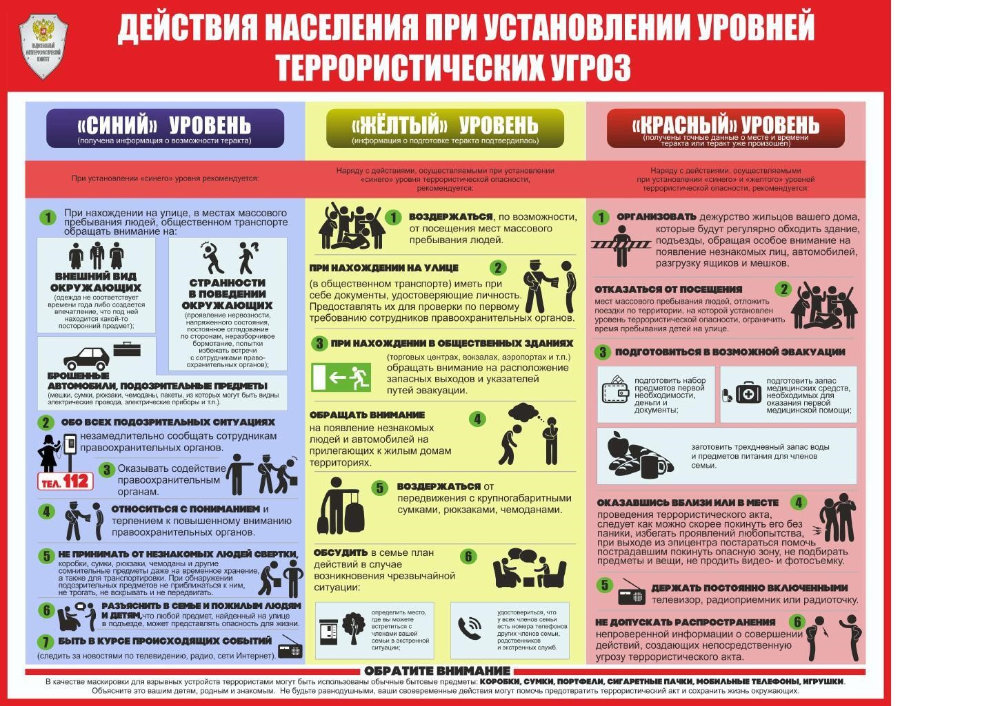 ДЕЙСТВИЯ НАСЕЛЕНИЯ ПРИ УСТАНОВЛЕНИИ УРОВНЕЙ
ТЕРРОРИСТИЧЕСКИХ УГРОЗ
НАЦИОНАЛЬНЫЙ
АНТИТЕРРОРИСТИЧЕСКИЙ
КОМИТЕТ
«СИНИЙ» УРОВЕНЬ
(получена информация о возможности теракта)
При установлении «синего» уровня рекомендуется:
1
При нахождении на улице, в местах массового
пребывания людей, общественном транспорте
обращать внимание на:
ВНЕШНИЙ ВИД
ОКРУЖАЮЩИХ
(одежда не соответствует
времени года либо создается
впечатление, что под ней
находится какой-то
посторонний предмет);
СТРАННОСТИ
В ПОВЕДЕНИИ
ОКРУЖАЮЩИХ
(проявление нервозности,
напряженного состояния,
постоянное оглядование
по сторонам, неразборчивое
бормотание, попытки
избежать встречи
с сотрудниками право-
охранительных органов);
БРОШЕННЫЕ
АВТОМОБИЛИ, ПОДОЗРИТЕЛЬНЫЕ ПРЕДМЕТЫ
(мешки, сумки, рюкзаки, чемоданы, пакеты, из которых могут быть видны
электрические провода, электрические приборы и т.п.).
2 ОБО ВСЕХ ПОДОЗРИТЕЛЬНЫХ СИТУАЦИЯХ
незамедлительно сообщать сотрудникам
правоохранительных органов.
ТЕЛ. 112
3 Оказывать содействие
правоохранительным
органам.
4 ОТНОСИТЬСЯ С ПОНИМАНИЕМ и
терпением к повышенному вниманию
правоохранительных органов.
5 НЕ ПРИНИМАТЬ ОТ НЕЗНАКОМЫХ ЛЮДЕЙ СВЕРТКИ,
коробки, сумки, рюкзаки, чемоданы и другие
сомнительные предметы даже на временное хранение,
а также для транспортировки. При обнаружении
подозрительных предметов не приближаться к ним,
не трогать, не вскрывать и не передвигать.
6 РАЗЪЯСНИТЬ В СЕМЬЕ И ПОЖИЛЫМ ЛЮДЯМ
И ДЕТЯМ, что любой предмет, найденный на улице
в подъезде, может представлять опасность для жизни.
7 БЫТЬ В КУРСЕ ПРОИСХОДЯЩИХ СОБЫТИЙ
(следить за новостями по телевидению, радио, сети Интернет).
«ЖЁЛТЫЙ» УРОВЕНЬ
(информация о подготовке теракта подтвердилась)
Наряду с действиями, осуществляемыми при установлении
«синего» уровня террористической опасности,
рекомендуется:
1 ВОЗДЕРЖАТЬСЯ, по возможности,
от посещения мест массового
пребывания людей.
ПРИ НАХОЖДЕНИИ НА УЛИЦЕ 2
(в общественном транспорте) иметь при
себе документы, удостоверяющие личность.
Предоставлять их для проверки по первому
требованию сотрудников правоохранительных органов.
3 ПРИ НАХОЖДЕНИИ В ОБЩЕСТВЕННЫХ ЗДАНИЯХ
(торговых центрах, вокзалах, аэропортах и т.п.)
обращать внимание на расположение
запасных выходов и указателей
путей эвакуации.
ОБРАЩАТЬ ВНИМАНИЕ 4
на появление незнакомых
людей и автомобилей на
прилегающих к жилым домам
территориях.
5 ВОЗДЕРЖАТЬСЯ от
передвижения с крупногабаритными
сумками, рюкзаками, чемоданами.
ОБСУДИТЬ в семье план 6
действий в случае
возникновения чрезвычайной
ситуации:
определить место,
где вы можете
встретиться с
членами вашей
семьи в экстренной
ситуации;
удостовериться, что
у всех членов семьи
есть номера телефонов
других членов семьи,
родственников
и экстренных служб.
«КРАСНЫЙ» УРОВЕНЬ
(получены точные данные о месте и времени
теракта или теракт уже произошел)
Наряду с действиями, осуществляемыми
при установлении «синего» и «желтого» уровней
террористической опасности, рекомендуется:
1 ОРГАНИЗОВАТЬ дежурство жильцов вашего дома,
которые будут регулярно обходить здание,
подъезды, обращая особое внимание на
появление незнакомых лиц, автомобилей,
разгрузку ящиков и мешков.
ОТКАЗАТЬСЯ ОТ ПОСЕЩЕНИЯ 2
мест массового пребывания людей, отложить
поездки по территории, на которой установлен
уровень террористической опасности, ограничить
время пребывания детей на улице.
3 ПОДГОТОВИТЬСЯ В ВОЗМОЖНОЙ ЭВАКУАЦИИ
подготовить набор
предметов первой
необходимости,
деньги и
документы;
подготовить запас
медицинских средств,
необходимых для
оказания первой
медицинской помощи;
заготовить трехдневный запас воды
и предметов питания для членов
семьи.
ОКАЗАВШИСЬ ВБЛИЗИ ИЛИ В МЕСТЕ 4
проведения террористического акта,
следует как можно скорее покинуть его без
паники, избегать проявлений любопытства,
при выходе из эпицентра постараться помочь
пострадавшим покинуть опасную зону, не подбирать
предметы и вещи, не продить видео- и фотосъемку.
5 ДЕРЖАТЬ ПОСТОЯННО ВКЛЮЧЕННЫМИ
телевизор, радиоприемник или радиоточку.
НЕ ДОПУСКАТЬ РАСПРОСТРАНЕНИЯ 6
непроверенной информации о совершении
действий, создающих непосредственную
угрозу террористического акта.
ОБРАТИТЕ ВНИМАНИЕ
В качестве маскировки для взрывных устройств террористами могут быть использованы обычные бытовые предметы: КОРОБКИ, СУМКИ, ПОРТФЕЛИ, СИГАРЕТНЫЕ ПАЧКИ, МОБИЛЬНЫЕ ТЕЛЕФОНЫ, ИГРУШКИ.
Объясните это вашим детям, родным и знакомым. Не будьте равнодушными, ваши своевременные действия могут помочь предотвратить террористический акт и сохранить жизнь окружающих.